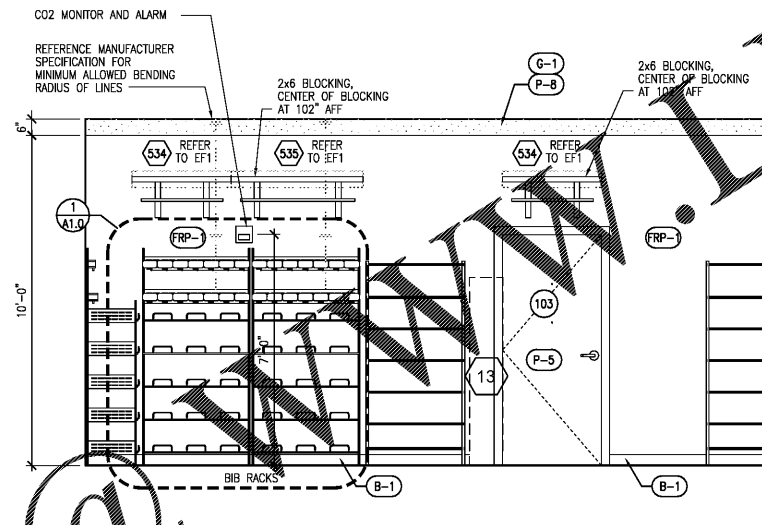 CO2 MONITOR AND ALARM
REFERENCE MANUFACTURER
SPECIFICATION FOR
MINIMUM ALLOWED BENDING
RADIUS OF LINES
2x6 BLOCKING,
CENTER OF BLOCKING
AT 102" AFF
G-1
P-8
2x6 BLOCKING,
CENTER OF BLOCKING
AT 102" AFF
6"
534
REFER
TO EF1
535
REFER
TO EF1
534
REFER
TO EF1
1
A1.0
FRP-1
FRP-1
10'-0"
7'-0"
103
P-5
13
BIB RACKS
B-1
B-1
@
www.